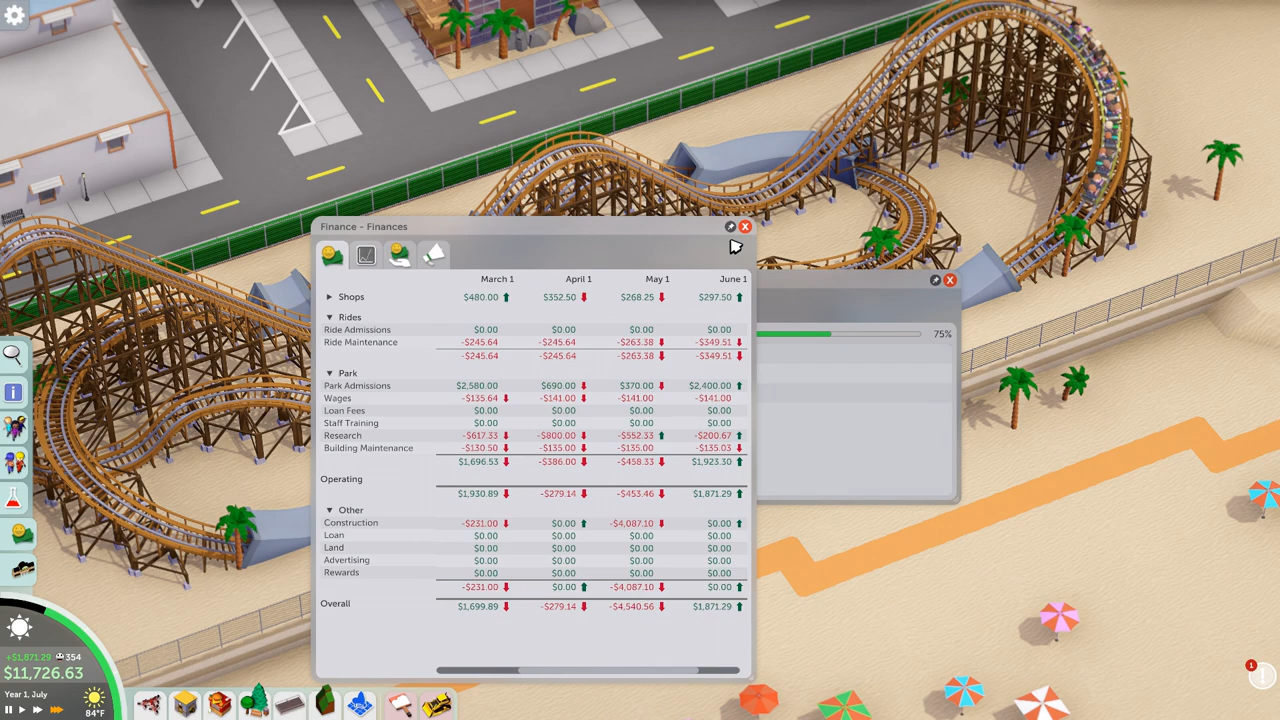 Finance - Finances
March 1 April 1 May 1 June 1
Shops $480.00 $352.50 $268.25 $297.50
Rides
Ride Admissions $0.00 $0.00 $0.00 $0.00
Ride Maintenance -$245.64 -$245.64 -$263.38 -$349.51
-$245.64 -$245.64 -$263.38 -$349.51
75%
Park
Park Admissions $2,580.00 $690.00 $370.00 $2,400.00
Wages -$135.64 -$141.00 -$141.00 -$141.00
Loan Fees $0.00 $0.00 $0.00 $0.00
Staff Training $0.00 $0.00 $0.00 $0.00
Research -$617.33 -$800.00 -$552.33 -$200.67
Building Maintenance -$130.50 -$135.00 -$135.00 -$135.03
$1,696.53 -$386.00 -$458.33 $1,923.30
Operating
$1,930.89 -$279.14 -$453.46 $1,871.29
Other
Construction -$231.00 $0.00 -$4,087.10 $0.00
Loan $0.00 $0.00 $0.00 $0.00
Land $0.00 $0.00 $0.00 $0.00
Advertising $0.00 $0.00 $0.00 $0.00
Rewards $0.00 $0.00 $0.00 $0.00
-$231.00 $0.00 -$4,087.10 $0.00
Overall $1,699.89 -$279.14 -$4,540.56 $1,871.29
+$1,871.29 354
$11,726.63
Year 1, July
84°F
1